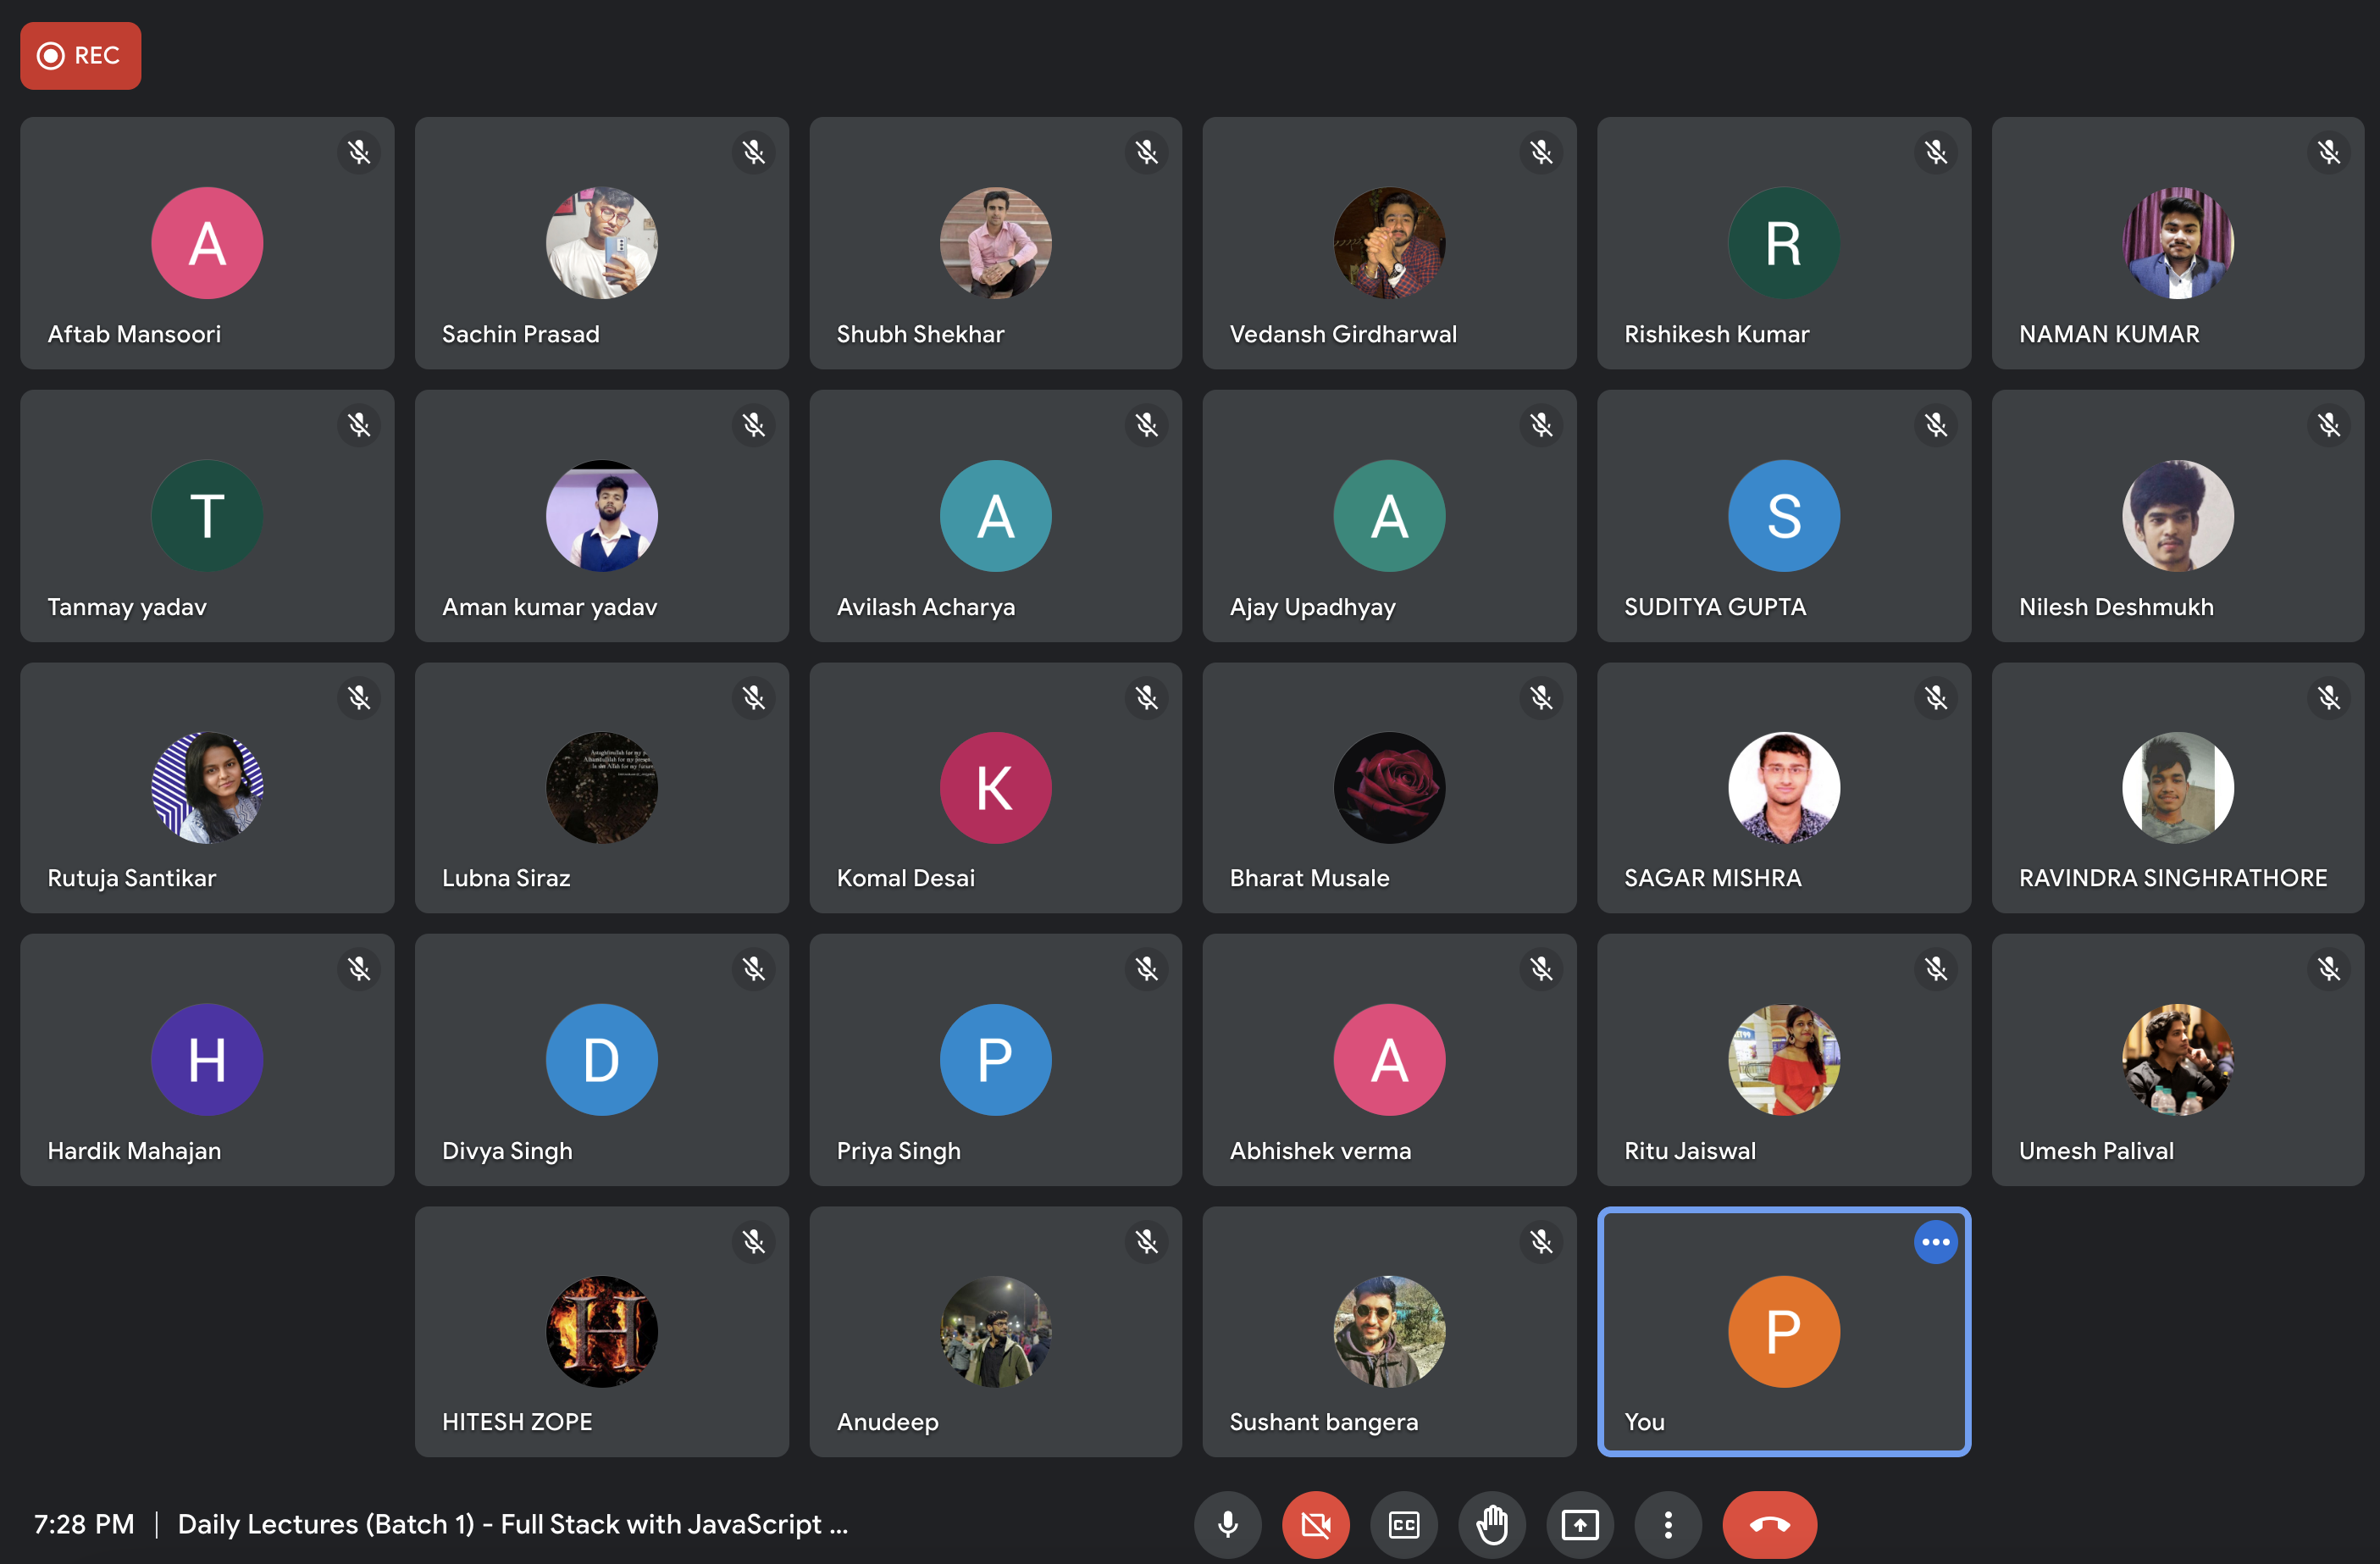 REC
A
R
Aftab Mansoori
Sachin Prasad
Shubh Shekhar
Vedansh Girdharwal
Rishikesh Kumar
NAMAN KUMAR
T
A
A
S
Tanmay yadav
Aman kumar yadav
Avilash Acharya
Ajay Upadhyay
SUDITYA GUPTA
Nilesh Deshmukh
K
Rutuja Santikar
Lubna Siraz
Komal Desai
Bharat Musale
SAGAR MISHRA
RAVINDRA SINGHRATHORE
H
D
P
A
Hardik Mahajan
Divya Singh
Priya Singh
Abhishek verma
Ritu Jaiswal
Umesh Palival
H
P
HITESH ZOPE
Anudeep
Sushant bangera
You
7:28 PM | Daily Lectures (Batch 1) - Full Stack with JavaScript ...
CC